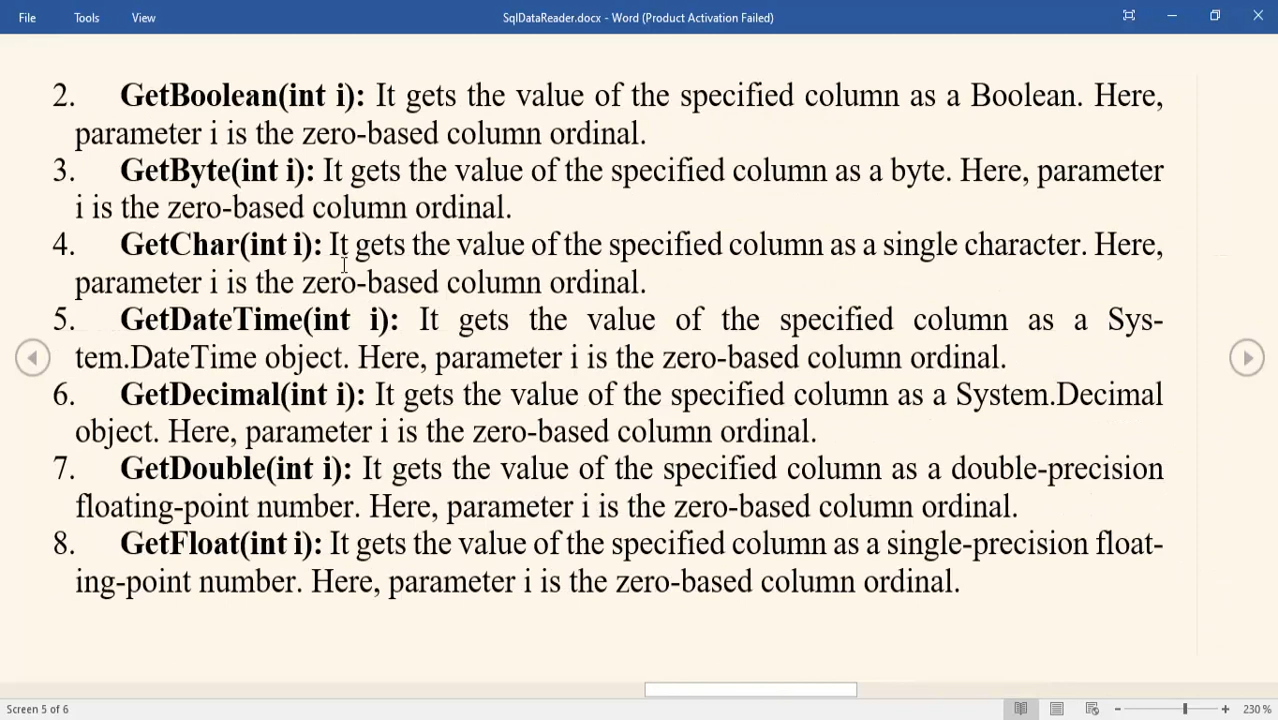 File Tools View SqlDataReader.docx - Word (Product Activation Failed)
2. GetBoolean(int i): It gets the value of the specified column as a Boolean. Here,
parameter i is the zero-based column ordinal.
3. GetByte(int i): It gets the value of the specified column as a byte. Here, parameter
i is the zero-based column ordinal.
4. GetChar(int i): It gets the value of the specified column as a single character. Here,
parameter i is the zero-based column ordinal.
5. GetDateTime(int i): It gets the value of the specified column as a Sys-
tem.DateTime object. Here, parameter i is the zero-based column ordinal.
6. GetDecimal(int i): It gets the value of the specified column as a System.Decimal
object. Here, parameter i is the zero-based column ordinal.
7. GetDouble(int i): It gets the value of the specified column as a double-precision
floating-point number. Here, parameter i is the zero-based column ordinal.
8. GetFloat(int i): It gets the value of the specified column as a single-precision float-
ing-point number. Here, parameter i is the zero-based column ordinal.
Screen 5 of 6 230 %